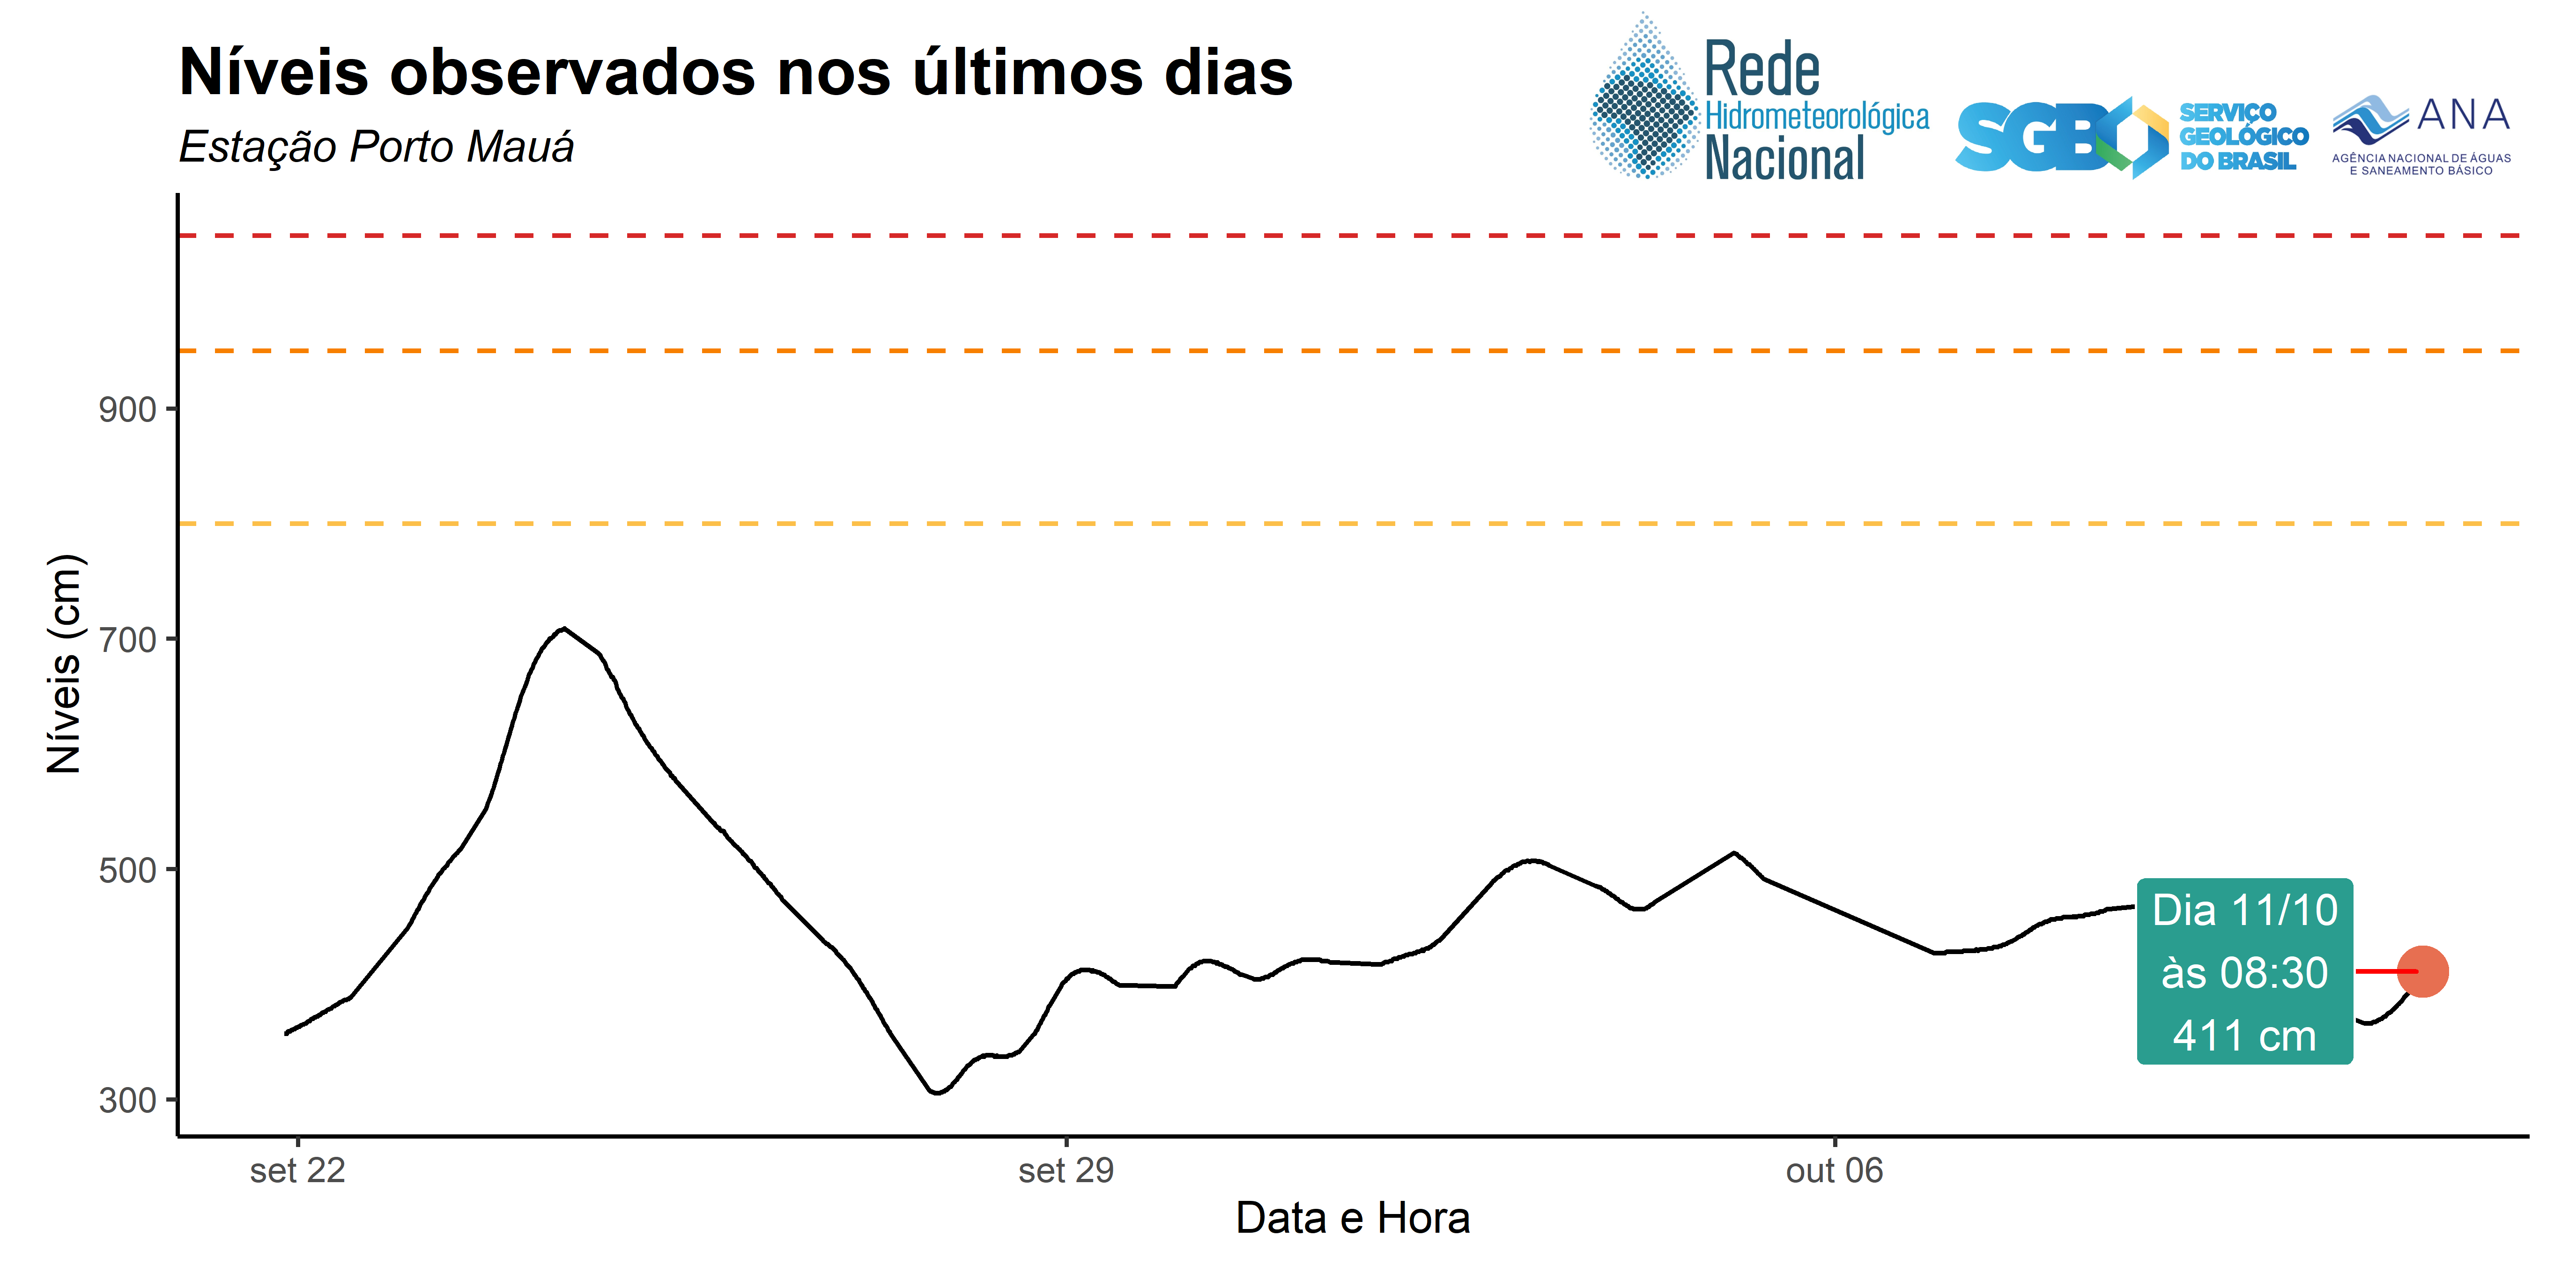 Níveis observados nos últimos dias
Estação Porto Mauá
Rede
Hidrometeorológica
Nacional
SGB
SERVIÇO
GEOLÓGICO
DO BRASIL
ANA
AGÊNCIA NACIONAL DE ÁGUAS
E SANEAMENTO BÁSICO
Níveis (cm)
900
700
500
300
Dia 11/10
às 08:30
411 cm
set 22
set 29
out 06
Data e Hora